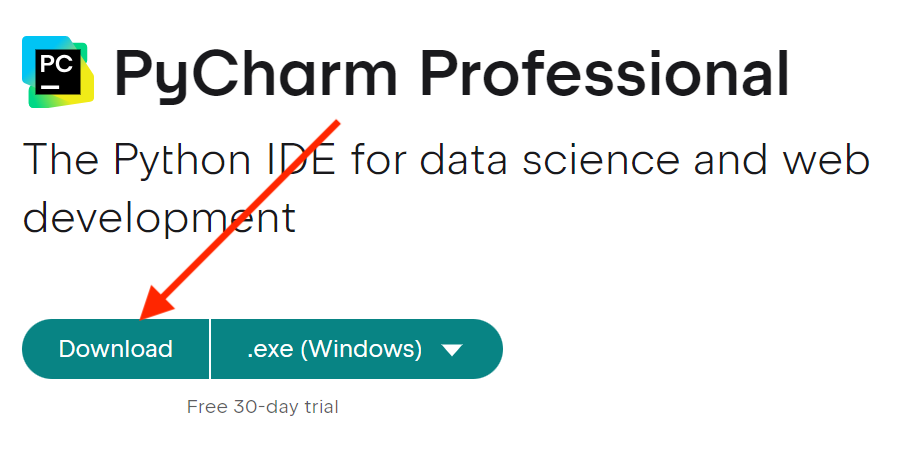 PC
PyCharm Professional
The Python IDE for data science and web
development
Download
.exe (Windows)
Free 30-day trial